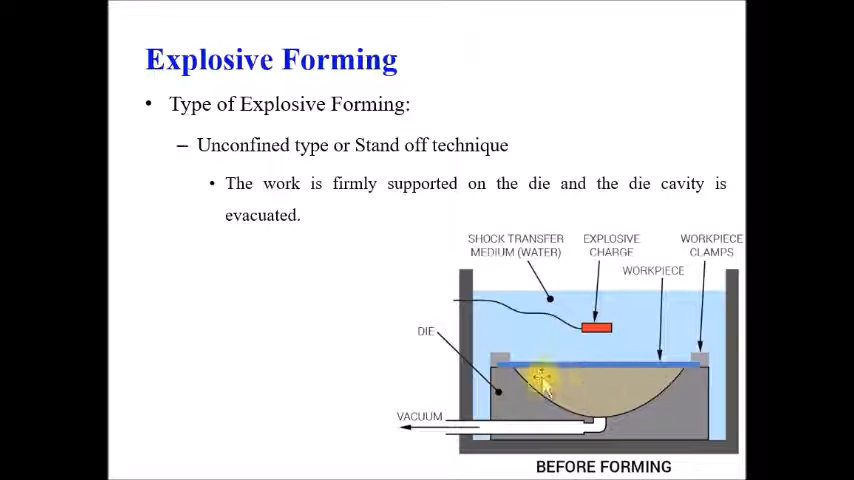 Explosive Forming
• Type of Explosive Forming:
– Unconfined type or Stand off technique
• The work is firmly supported on the die and the die cavity is
evacuated.
SHOCK TRANSFER
MEDIUM (WATER)
EXPLOSIVE
CHARGE
WORKPIECE
CLAMPS
WORKPIECE
DIE
VACUUM
BEFORE FORMING